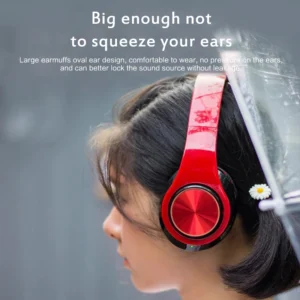 Big enough not
to squeeze your ears
Large earmuffs oval ear design, comfortable to wear, no pressure on the ears,
and can better lock the sound source without leakage